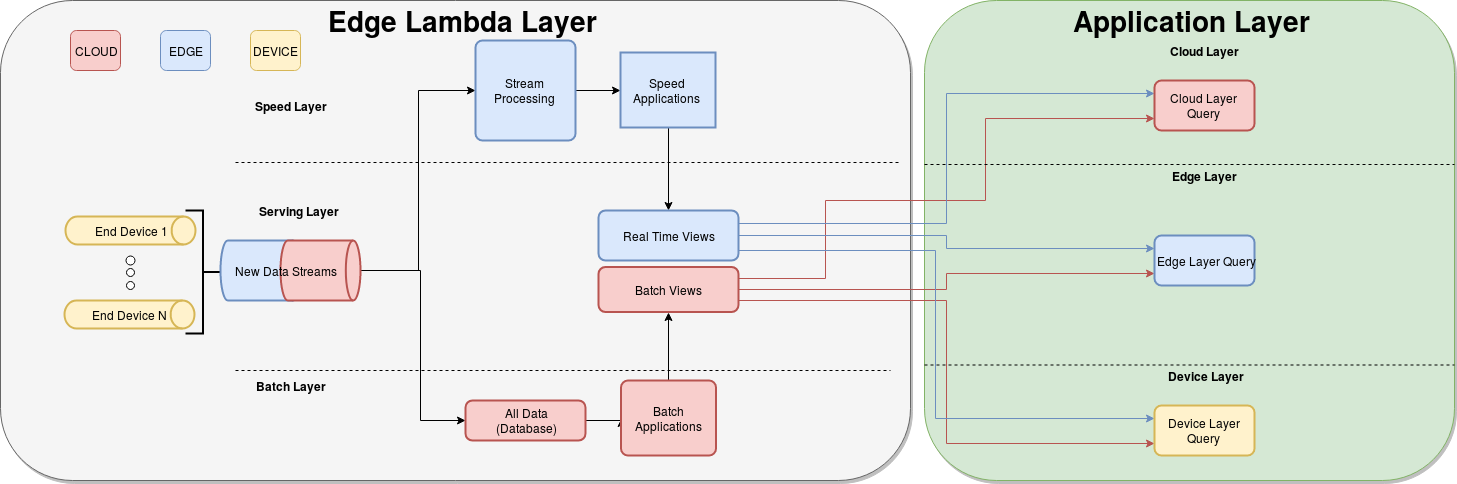 Edge Lambda Layer
CLOUD
EDGE
DEVICE
Speed Layer
Stream
Processing
Speed
Applications
Serving Layer
End Device 1
End Device N
New Data Streams
Real Time Views
Batch Views
Batch Layer
All Data
(Database)
Batch
Applications
Application Layer
Cloud Layer
Cloud Layer
Query
Edge Layer
Edge Layer Query
Device Layer
Device Layer
Query